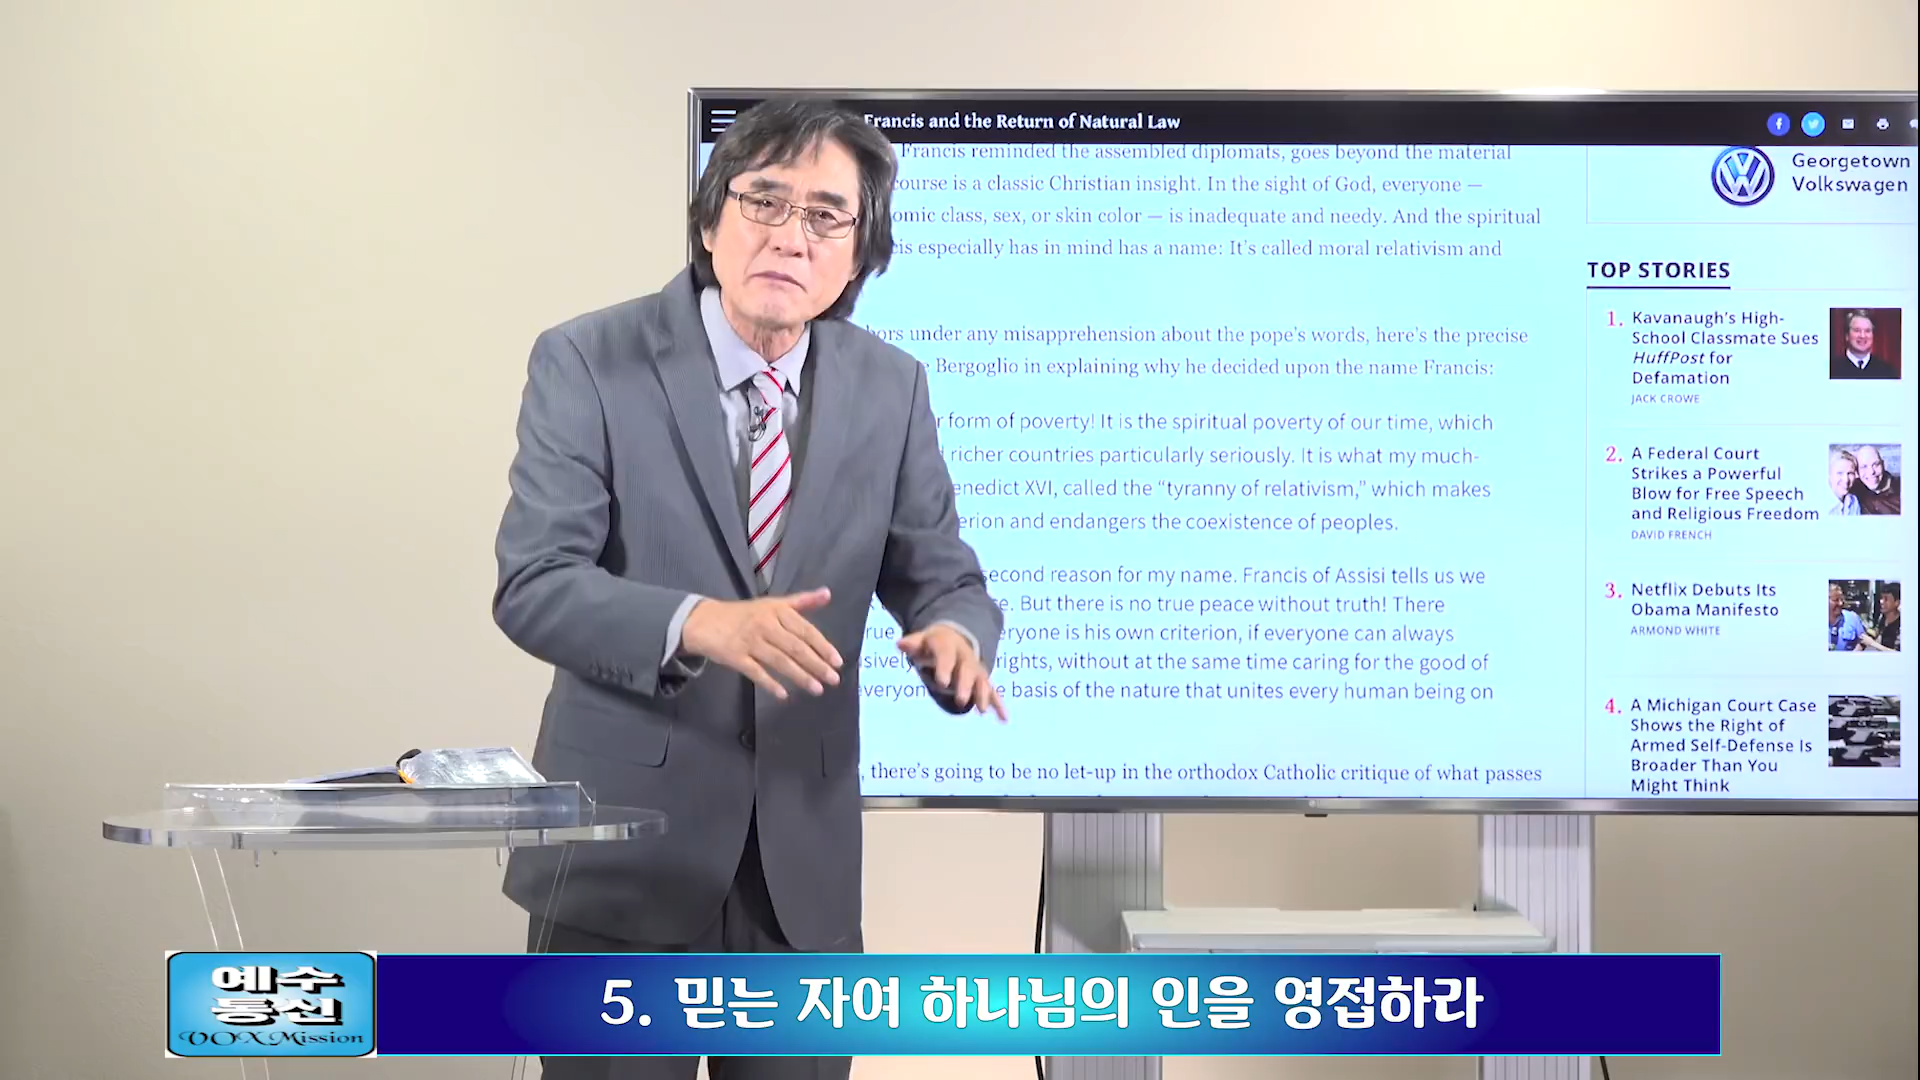 Francis and the Return of Natural Law
Francis reminded the assembled diplomats, goes beyond the material
course is a classic Christian insight. In the sight of God, everyone —
omic class, sex, or skin color — is inadequate and needy. And the spiritual
is especially has in mind has a name: It's called moral relativism and
under any misapprehension about the pope's words, here's the precise
Bergoglio in explaining why he decided upon the name Francis:
form of poverty! It is the spiritual poverty of our time, which
richer countries particularly seriously. It is what my much-
enedict XVI, called the “tyranny of relativism,” which makes
erion and endangers the coexistence of peoples.
second reason for my name. Francis of Assisi tells us we
But there is no true peace without truth! There
eryone is his own criterion, if everyone can always
rights, without at the same time caring for the good of
everyon basis of the nature that unites every human being on
there's going to be no let-up in the orthodox Catholic critique of what passes
Georgetown
Volkswagen
TOP STORIES
1. Kavanaugh's High-
School Classmate Sues
HuffPost for
Defamation
JACK CROWE
2. A Federal Court
Strikes a Powerful
Blow for Free Speech
and Religious Freedom
DAVID FRENCH
3. Netflix Debuts Its
Obama Manifesto
ARMOND WHITE
4. A Michigan Court Case
Shows the Right of
Armed Self-Defense Is
Broader Than You
Might Think
예수
통신
VOX Mission
5. 믿는 자여 하나님의 인을 영접하라